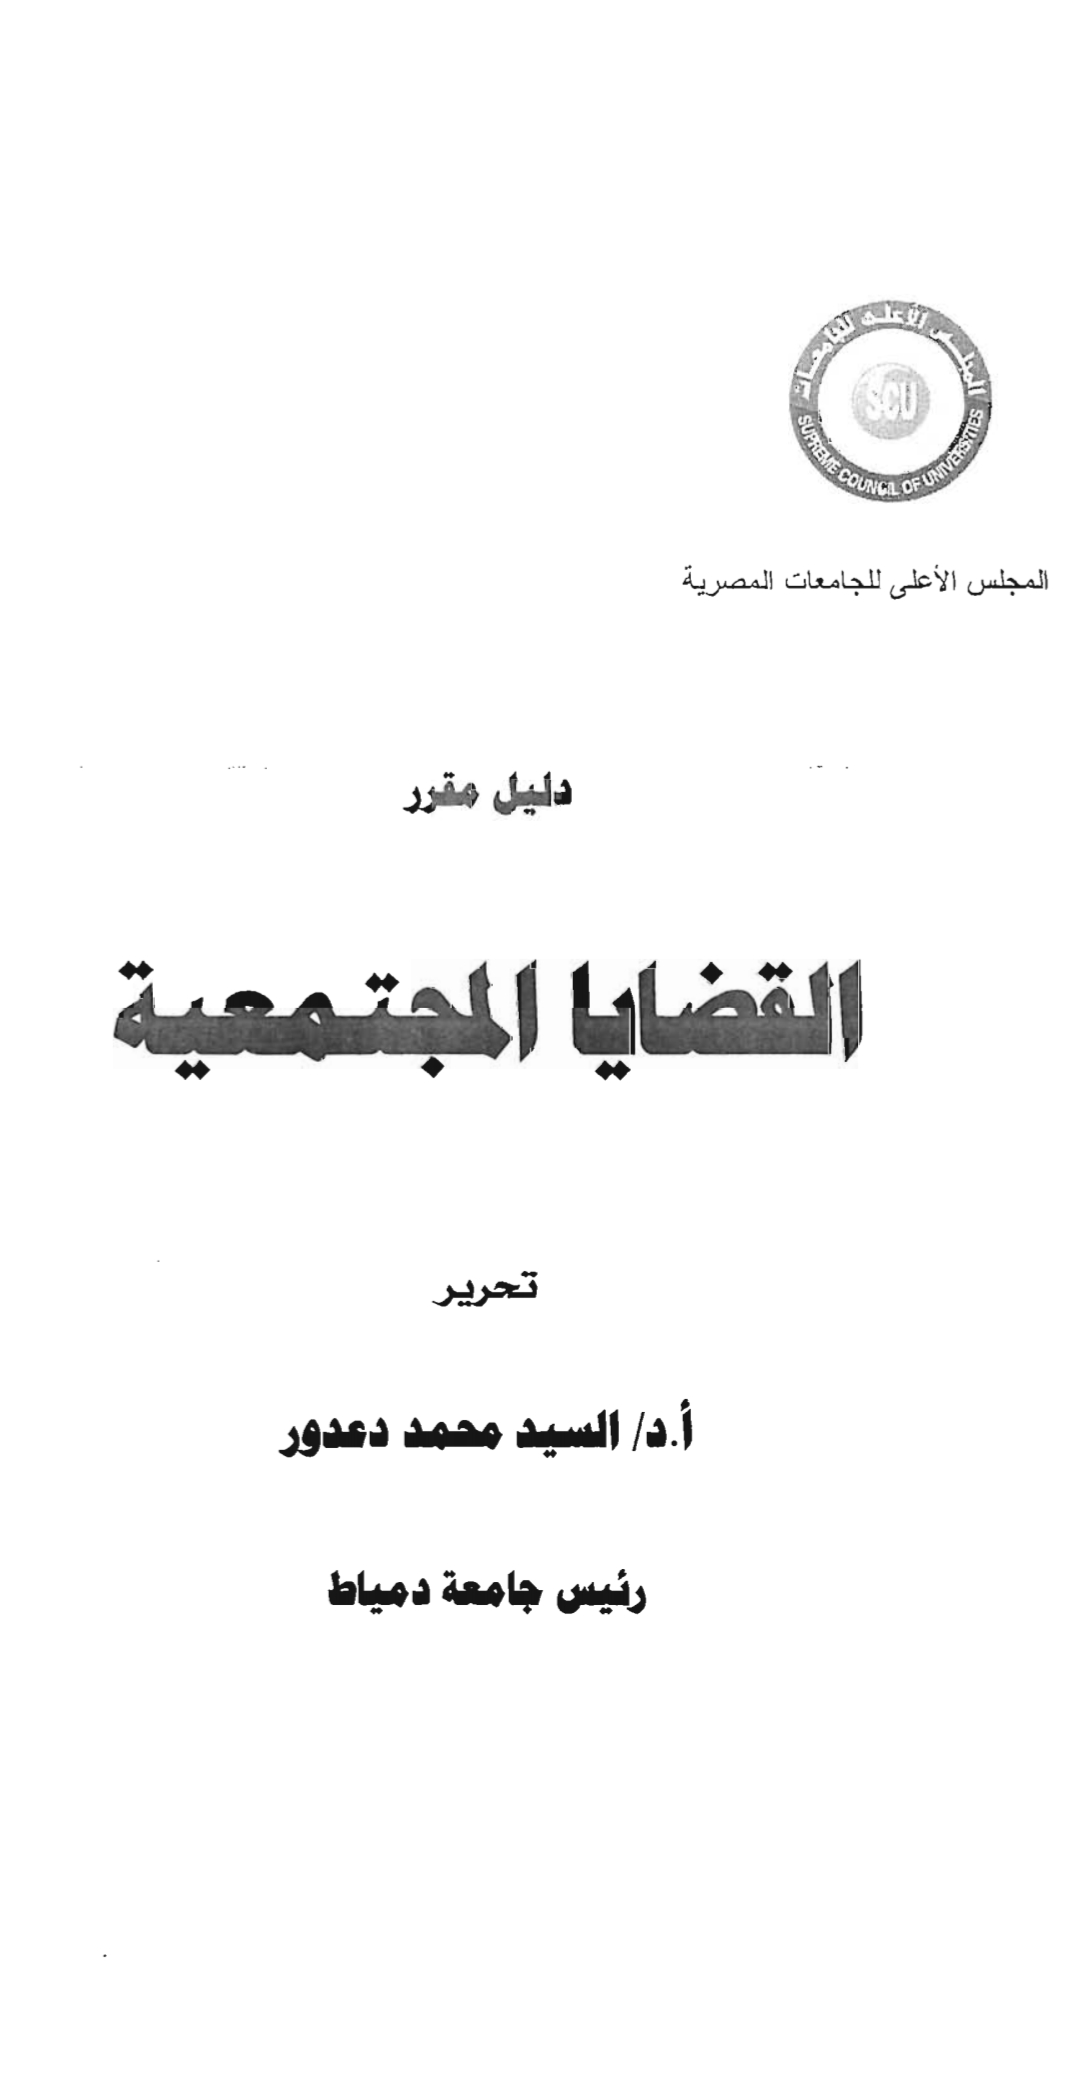 المجلس الأعلى للجامعات
SCU
SUPREME COUNCIL OF UNIVERSITIES
المجلس الأعلى للجامعات المصرية
دليل مقرر
القضايا المجتمعية
تحرير
أ.د/ السيد محمد دعدور
رئيس جامعة دمياط